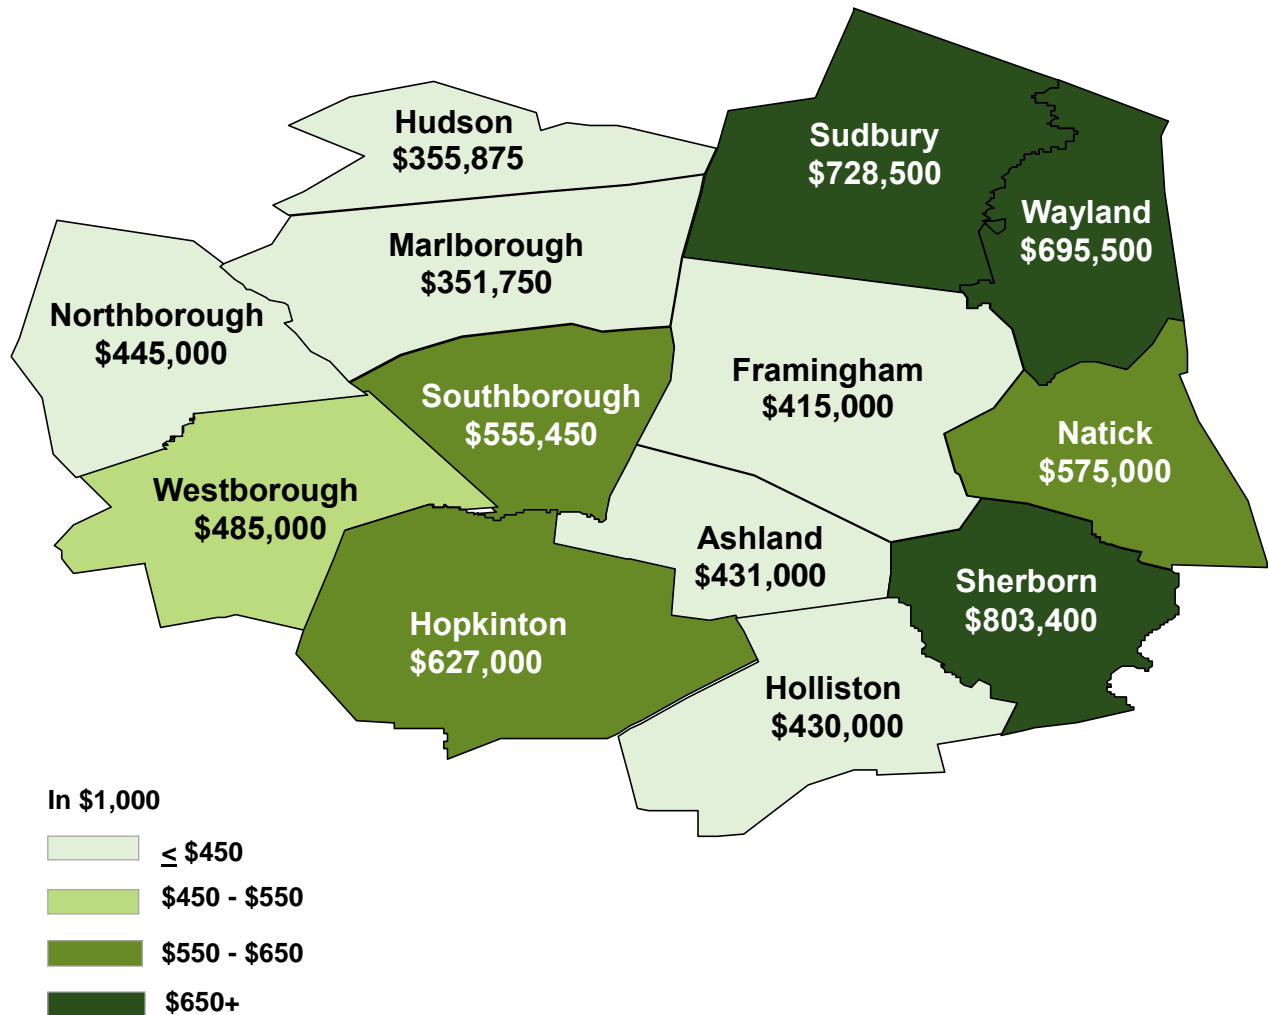 Hudson
$355,875
Sudbury
$728,500
Wayland
$695,500
Marlborough
$351,750
Northborough
$445,000
Framingham
$415,000
Southborough
$555,450
Natick
$575,000
Westborough
$485,000
Ashland
$431,000
Sherborn
$803,400
Hopkinton
$627,000
Holliston
$430,000
In $1,000
≤ $450
$450 - $550
$550 - $650
$650+